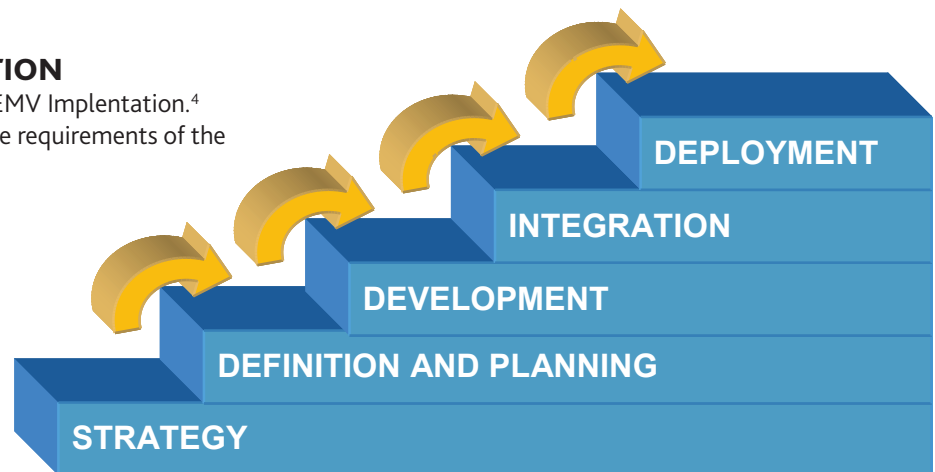 TION
EMV Implentation.⁴
e requirements of the
DEPLOYMENT
INTEGRATION
DEVELOPMENT
DEFINITION AND PLANNING
STRATEGY